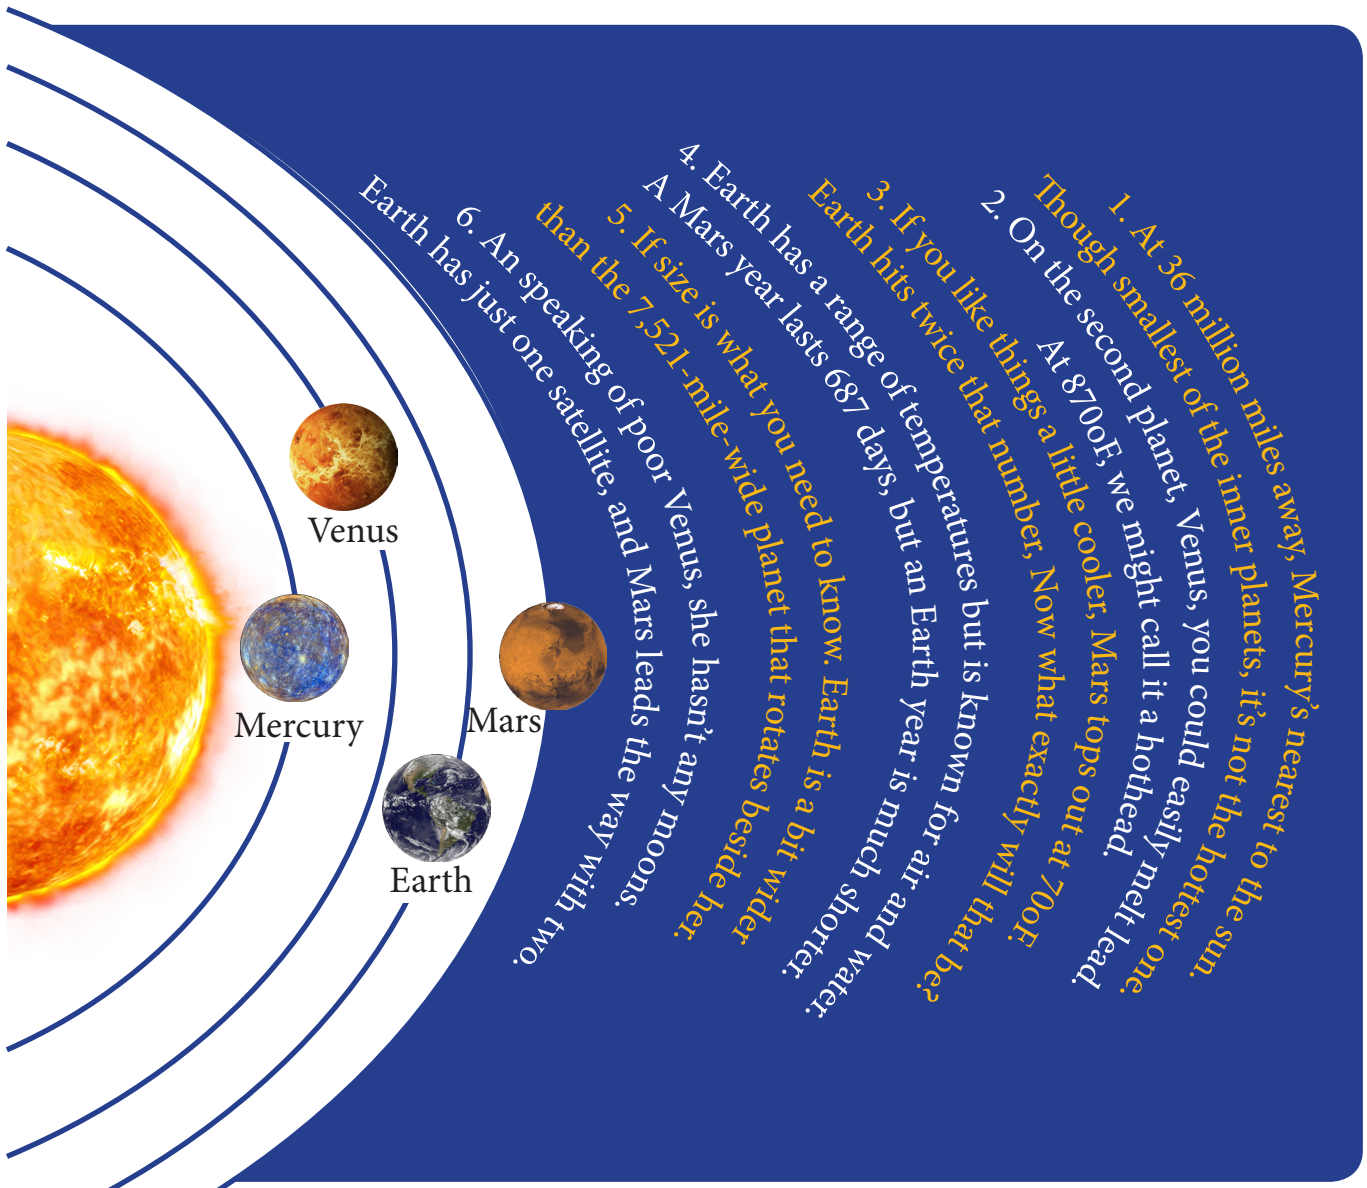 1. At 36 million miles away, Mercury's nearest to the sun.
Though smallest of the inner planets, it's not the hottest one.
2. On the second planet, Venus, you could easily melt lead.
At 870oF, we might call it a hothead.
3. If you like things a little cooler, Mars tops out at 70oF.
Earth hits twice that number, Now what exactly will that be?
4. Earth has a range of temperatures but is known for air and water.
A Mars year lasts 687 days, but an Earth year is much shorter.
5. If size is what you need to know. Earth is a bit wider
than the 7,521-mile-wide planet that rotates beside her.
6. An speaking of poor Venus, she hasn't any moons.
Earth has just one satellite, and Mars leads the way with two.
Venus
Mercury
Mars
Earth